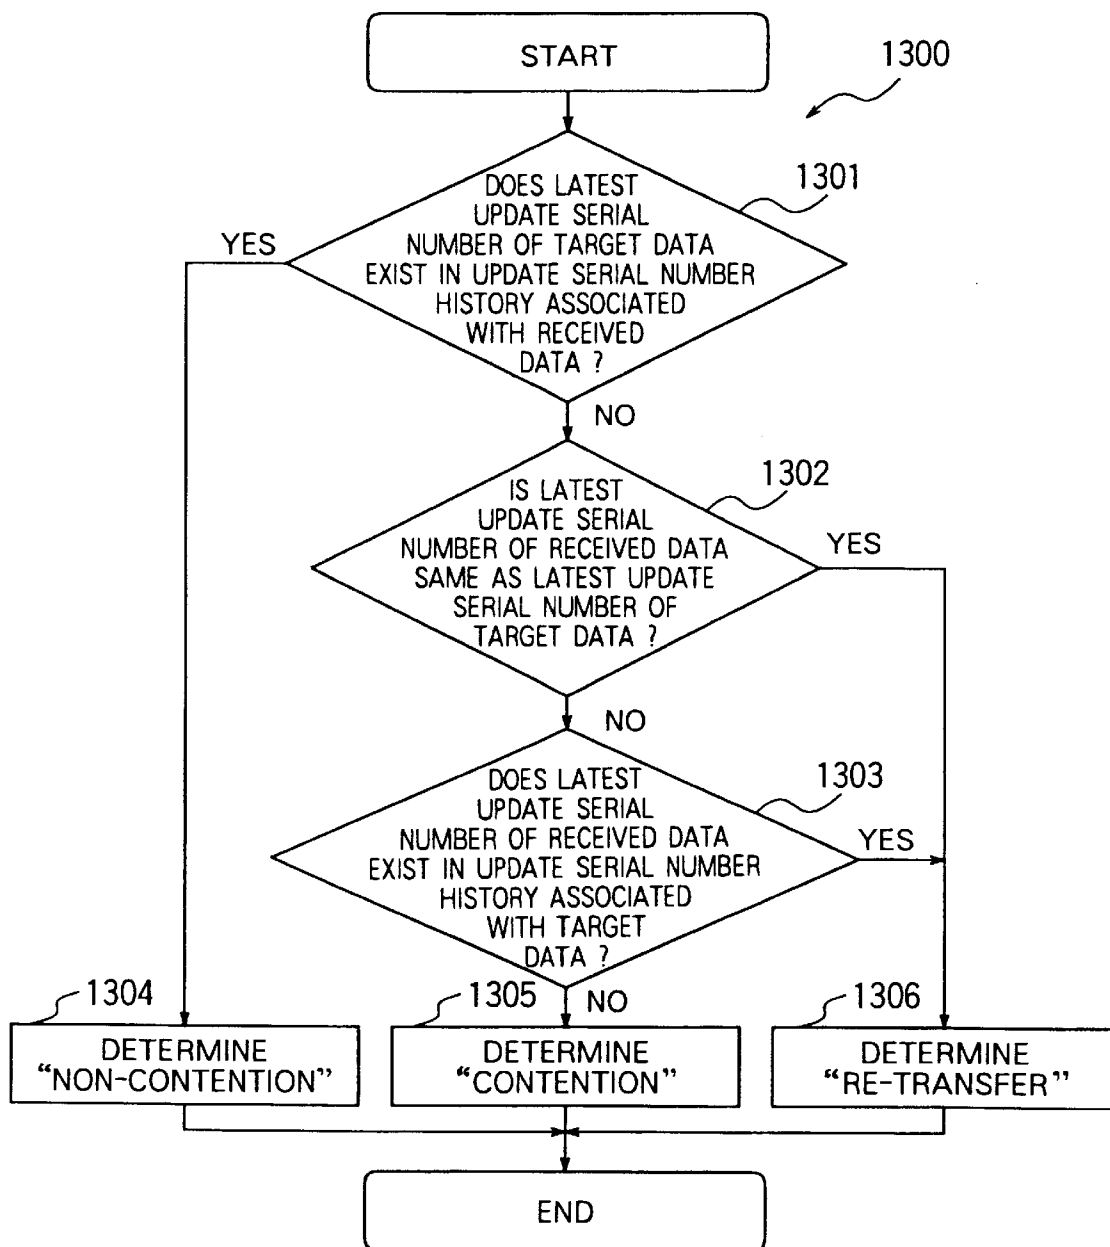 START
1300
1301
DOES LATEST
UPDATE SERIAL
NUMBER OF TARGET DATA
EXIST IN UPDATE SERIAL NUMBER
HISTORY ASSOCIATED
WITH RECEIVED
DATA ?
YES
NO
1302
IS LATEST
UPDATE SERIAL
NUMBER OF RECEIVED DATA
SAME AS LATEST UPDATE
SERIAL NUMBER OF
TARGET DATA ?
YES
NO
1303
DOES LATEST
UPDATE SERIAL
NUMBER OF RECEIVED DATA
EXIST IN UPDATE SERIAL NUMBER
HISTORY ASSOCIATED
WITH TARGET
DATA ?
YES
NO
1304
DETERMINE
“NON-CONTENTION”
1305
DETERMINE
“CONTENTION”
1306
DETERMINE
“RE-TRANSFER”
END